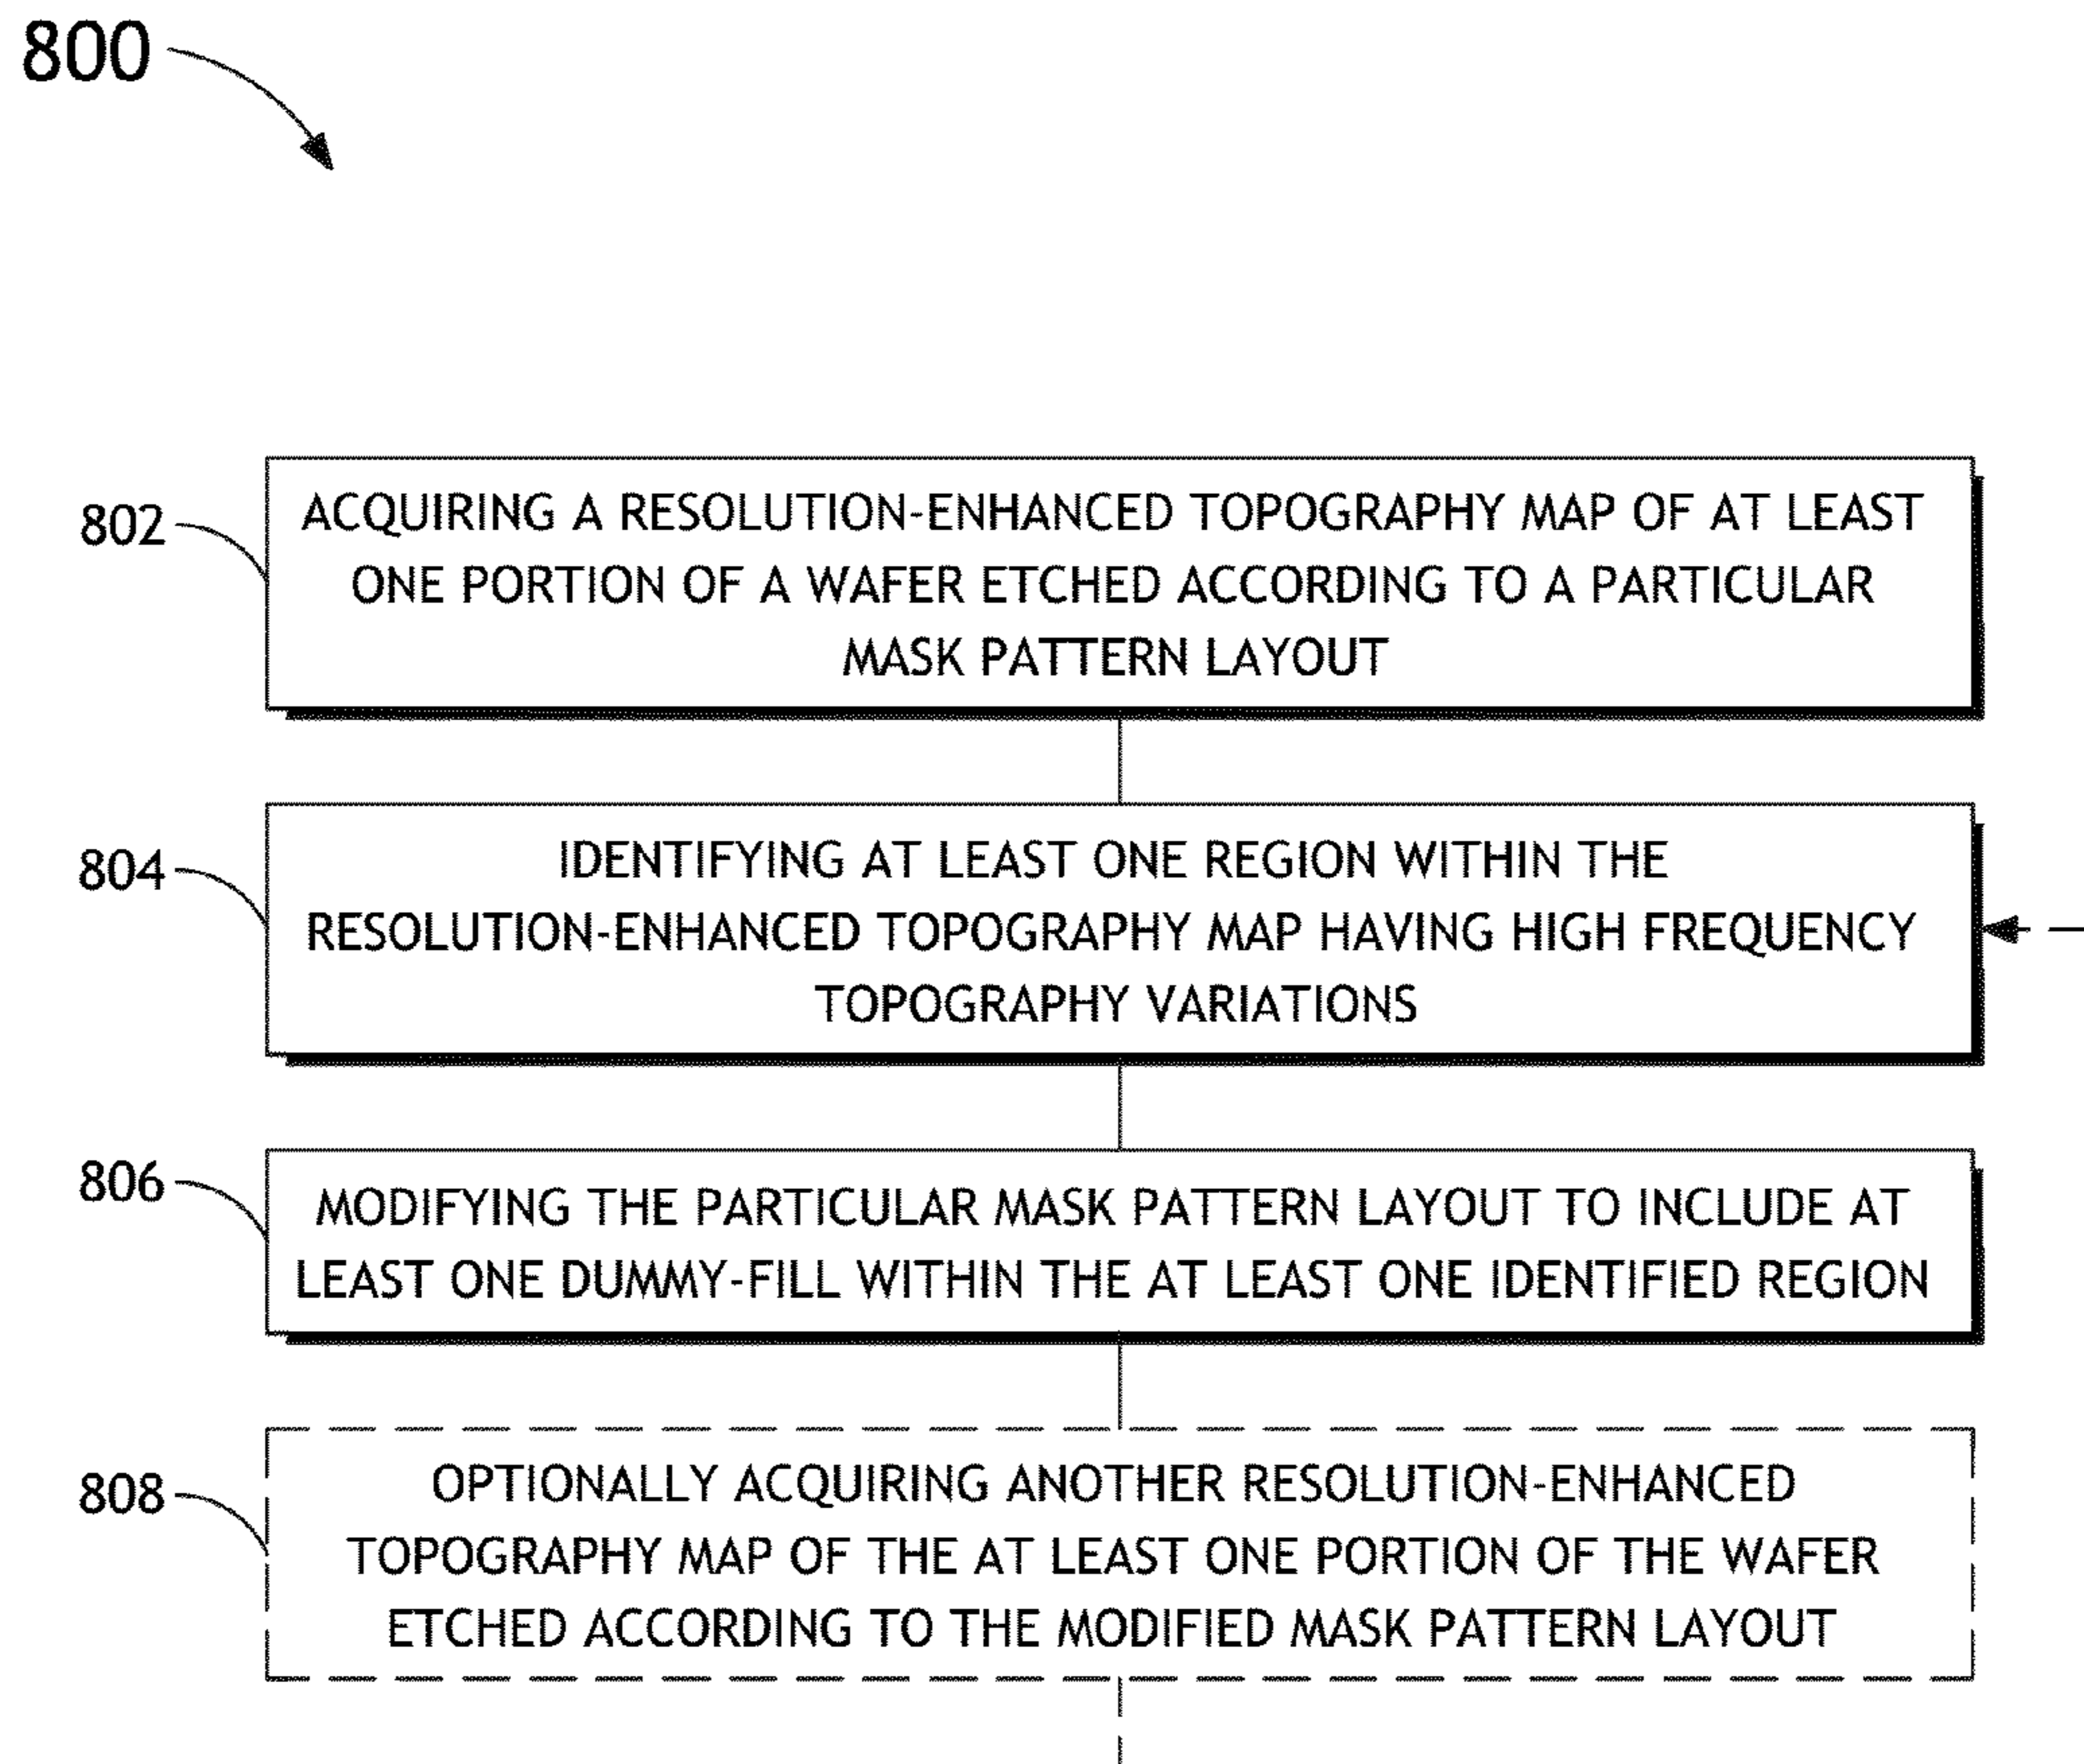 800
802
ACQUIRING A RESOLUTION-ENHANCED TOPOGRAPHY MAP OF AT LEAST
ONE PORTION OF A WAFER ETCHED ACCORDING TO A PARTICULAR
MASK PATTERN LAYOUT
804
IDENTIFYING AT LEAST ONE REGION WITHIN THE
RESOLUTION-ENHANCED TOPOGRAPHY MAP HAVING HIGH FREQUENCY
TOPOGRAPHY VARIATIONS
806
MODIFYING THE PARTICULAR MASK PATTERN LAYOUT TO INCLUDE AT
LEAST ONE DUMMY-FILL WITHIN THE AT LEAST ONE IDENTIFIED REGION
808
OPTIONALLY ACQUIRING ANOTHER RESOLUTION-ENHANCED
TOPOGRAPHY MAP OF THE AT LEAST ONE PORTION OF THE WAFER
ETCHED ACCORDING TO THE MODIFIED MASK PATTERN LAYOUT